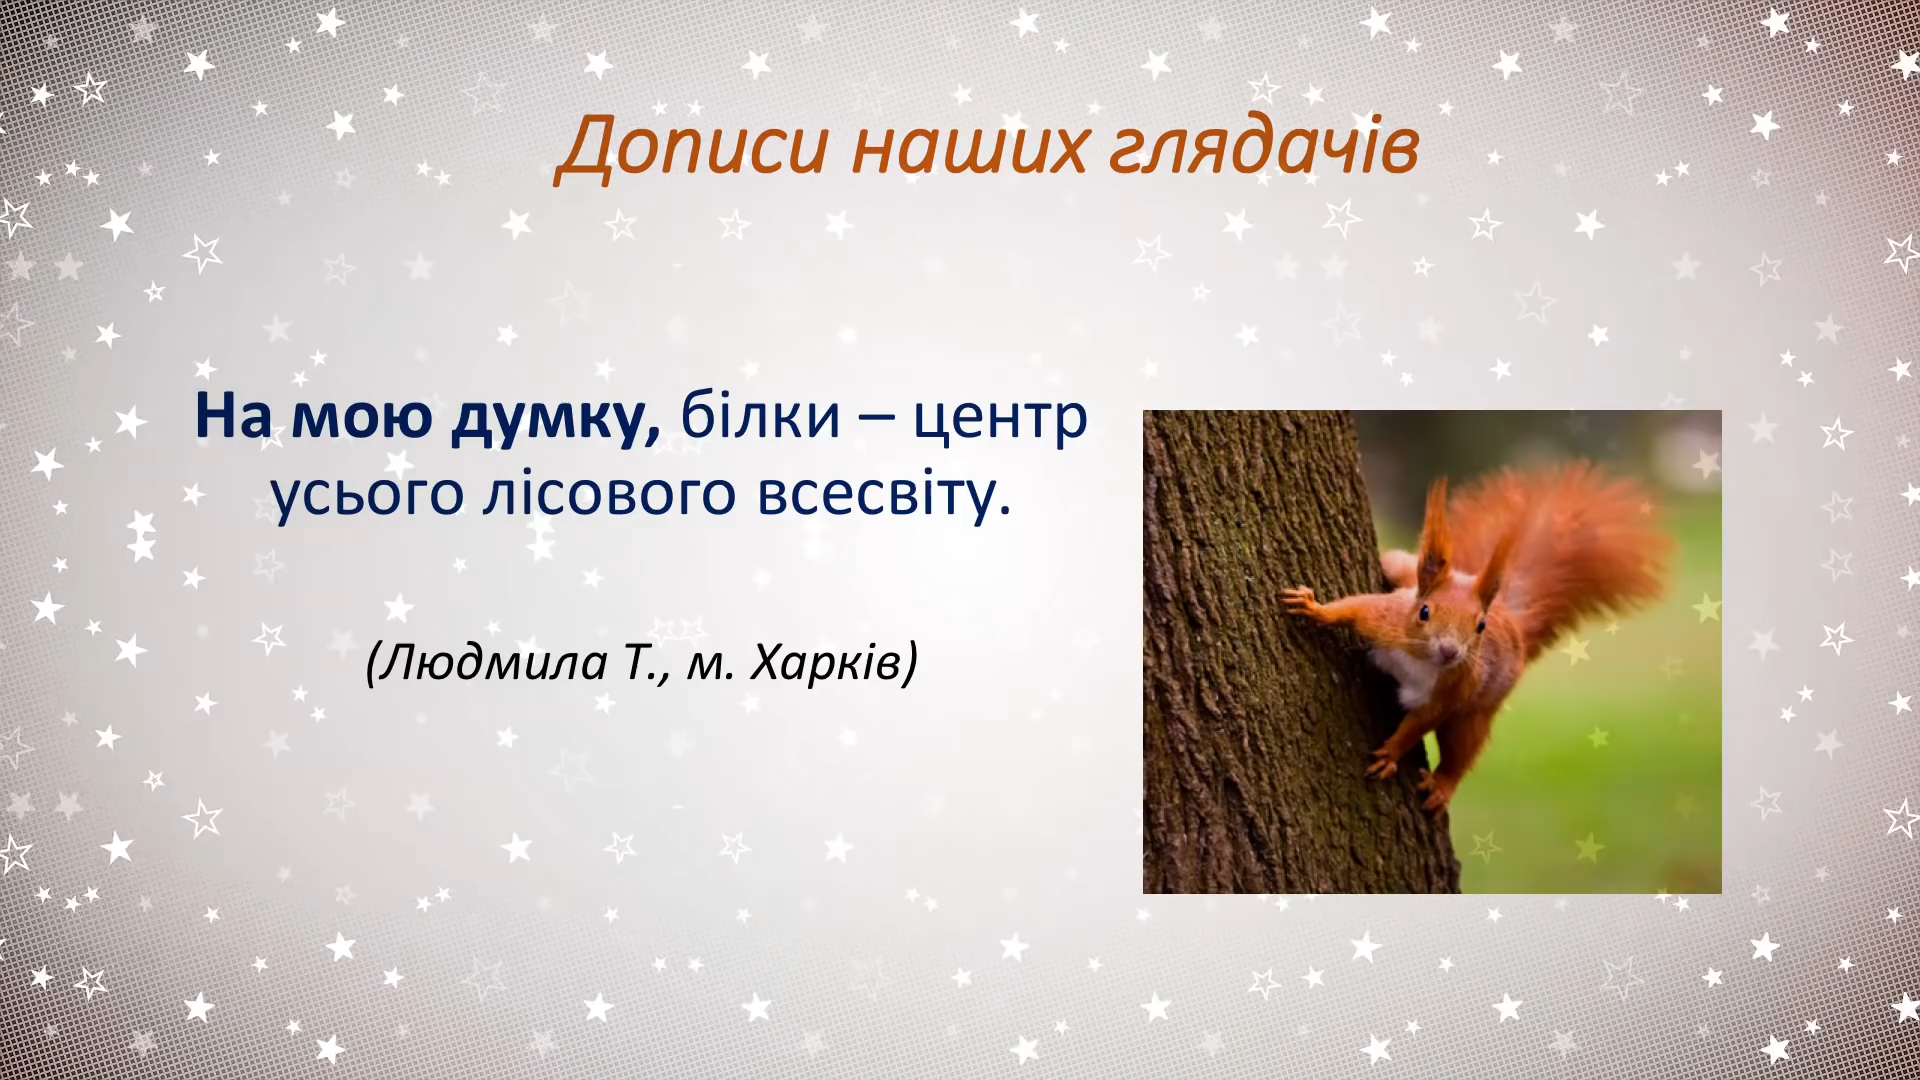 Дописи наших глядачів
На мою думку, білки – центр
усього лісового всесвіту.
(Людмила Т., м. Харків)